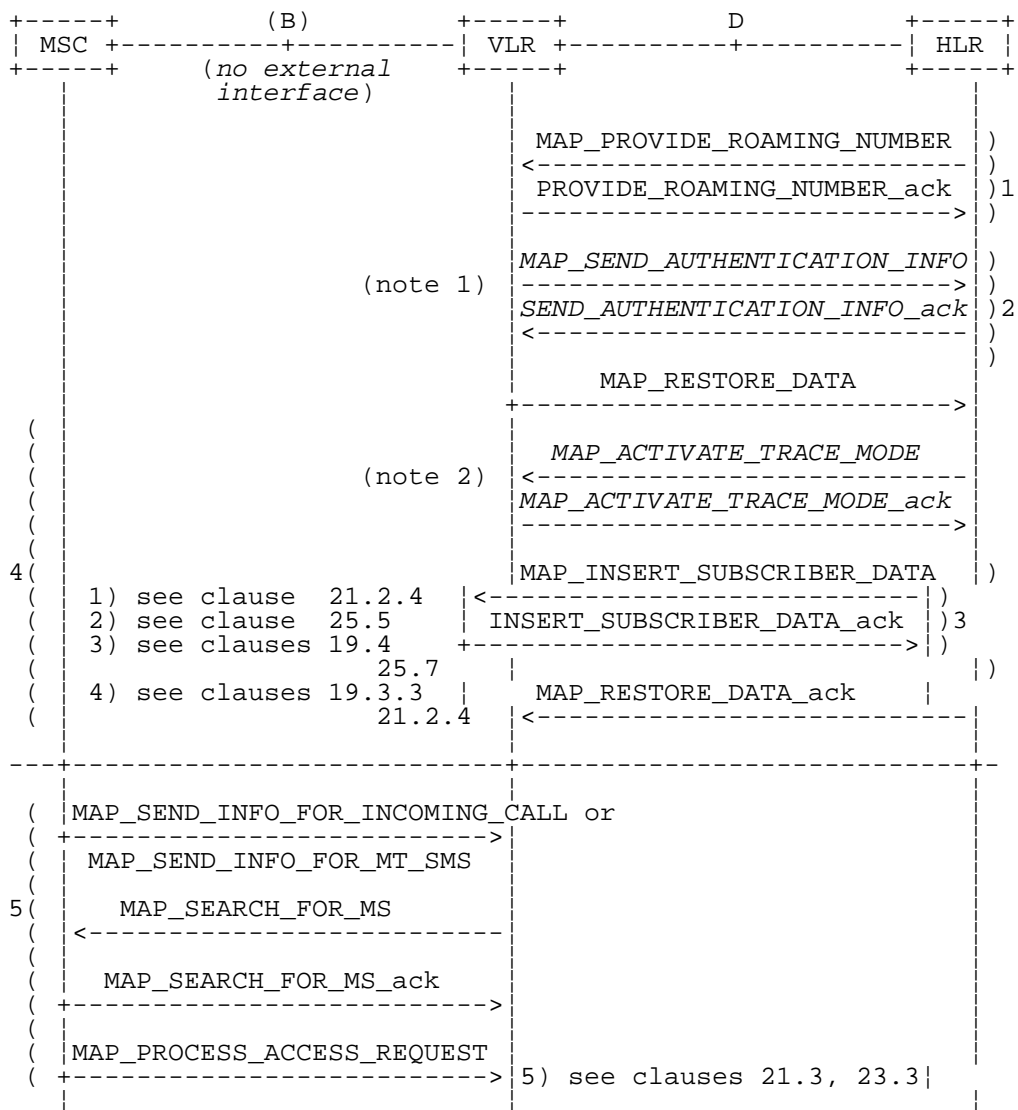 (B) D
MSC VLR HLR
(no external
interface)
MAP_PROVIDE_ROAMING_NUMBER )
)
PROVIDE_ROAMING_NUMBER_ack )1
)
MAP_SEND_AUTHENTICATION_INFO )
(note 1) )
SEND_AUTHENTICATION_INFO_ack )2
)
)
MAP_RESTORE_DATA
(
(
( MAP_ACTIVATE_TRACE_MODE
( (note 2)
( MAP_ACTIVATE_TRACE_MODE_ack
(
(
4( MAP_INSERT_SUBSCRIBER_DATA )
( 1) see clause 21.2.4 )
( 2) see clause 25.5 INSERT_SUBSCRIBER_DATA_ack )3
( 3) see clauses 19.4 )
( 25.7 )
( 4) see clauses 19.3.3 MAP_RESTORE_DATA_ack
( 21.2.4
( MAP_SEND_INFO_FOR_INCOMING_CALL or
(
( MAP_SEND_INFO_FOR_MT_SMS
(
5( MAP_SEARCH_FOR_MS
(
(
( MAP_SEARCH_FOR_MS_ack
(
(
( MAP_PROCESS_ACCESS_REQUEST
( 5) see clauses 21.3, 23.3